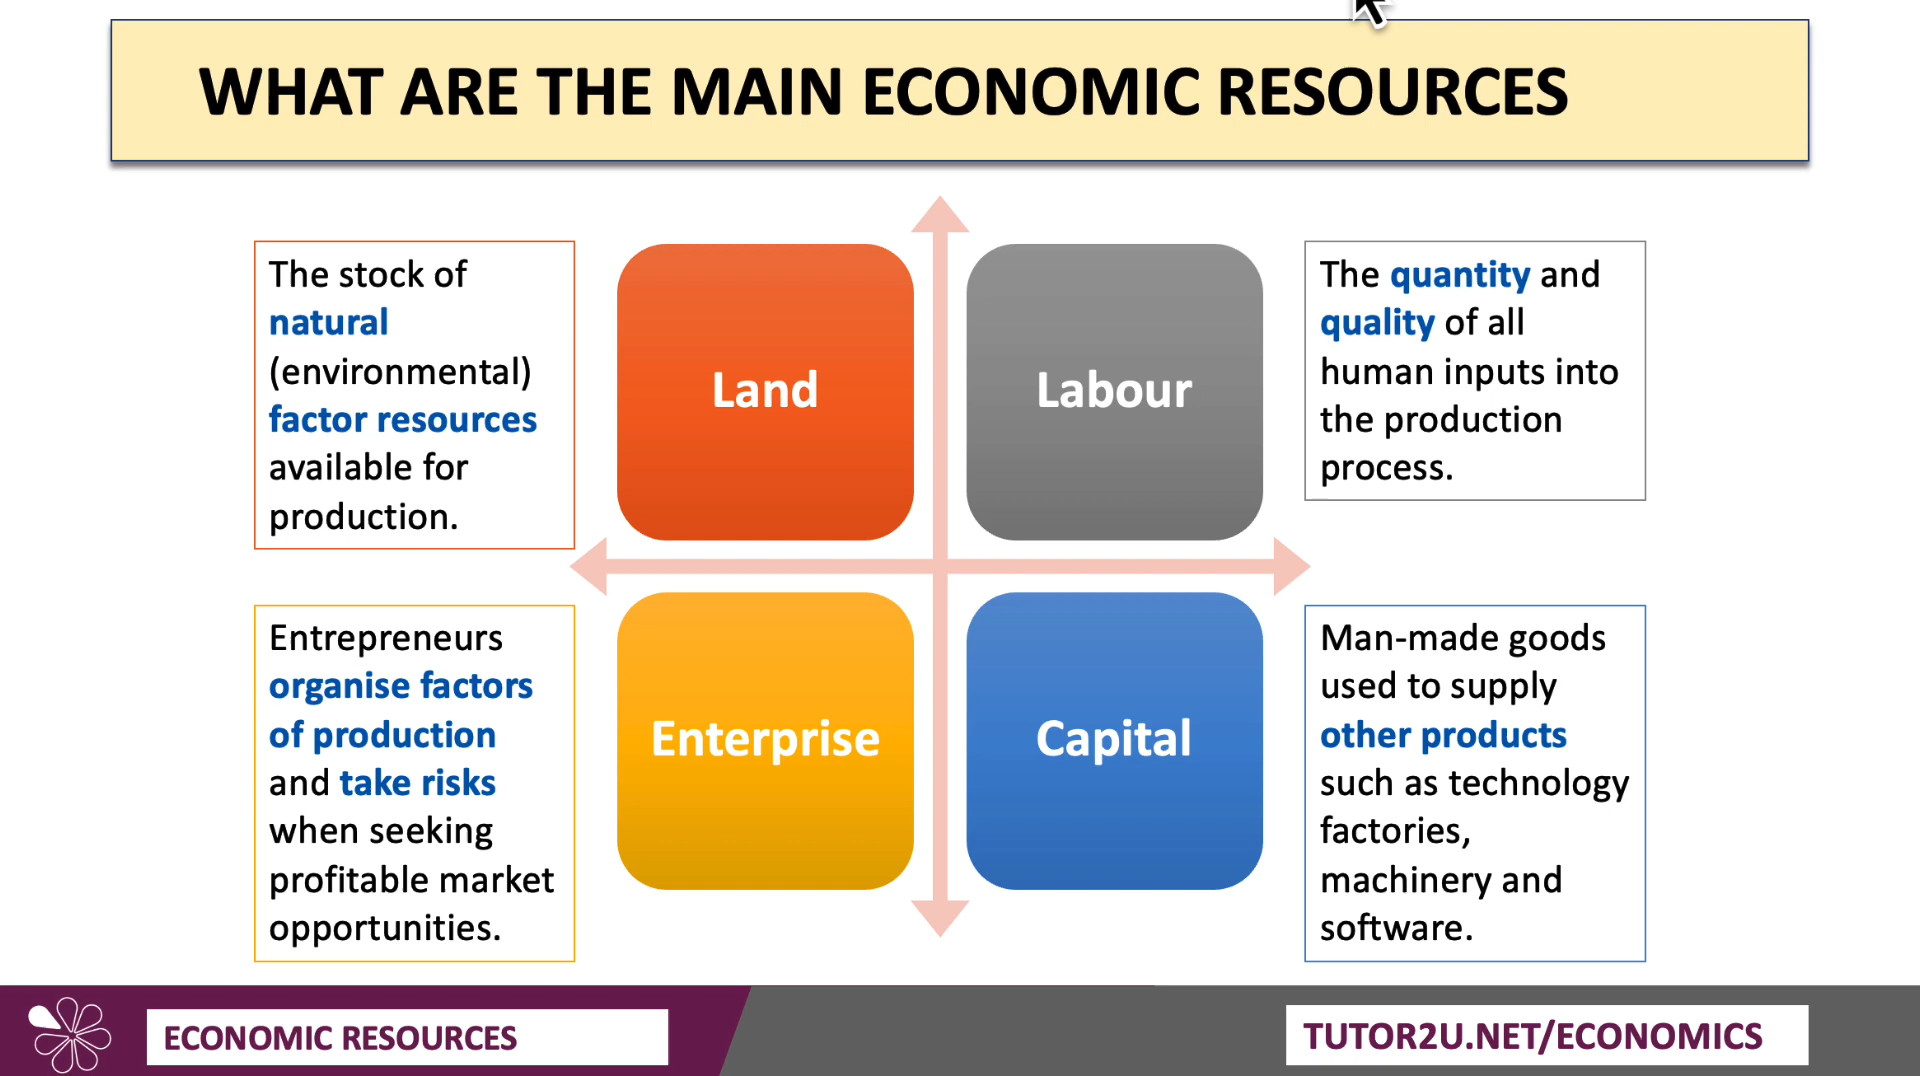 WHAT ARE THE MAIN ECONOMIC RESOURCES
The stock of
natural
(environmental)
factor resources
available for
production.
Land
Labour
The quantity and
quality of all
human inputs into
the production
process.
Entrepreneurs
organise factors
of production
and take risks
when seeking
profitable market
opportunities.
Enterprise
Capital
Man-made goods
used to supply
other products
such as technology
factories,
machinery and
software.
ECONOMIC RESOURCES
TUTOR2U.NET/ECONOMICS